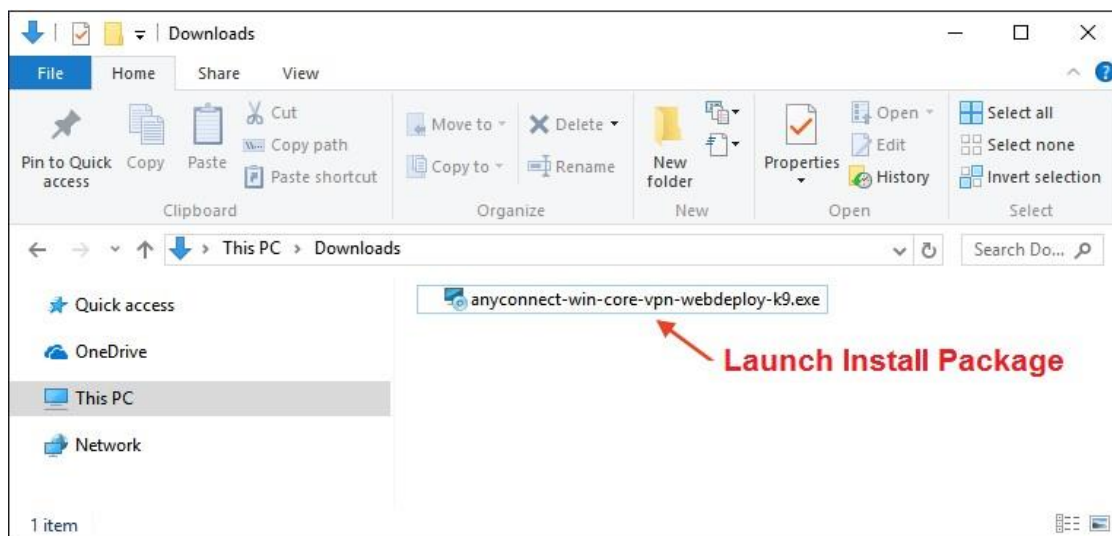 Downloads
File Home Share View
Pin to Quick access
Copy
Paste
Cut
Copy path
Paste shortcut
Clipboard
Move to
Copy to
Delete
Rename
Organize
New folder
New
Properties
Open
Edit
History
Open
Select all
Select none
Invert selection
Select
This PC > Downloads
Search Do...
Quick access
OneDrive
This PC
Network
anyconnect-win-core-vpn-webdeploy-k9.exe
Launch Install Package
1 item